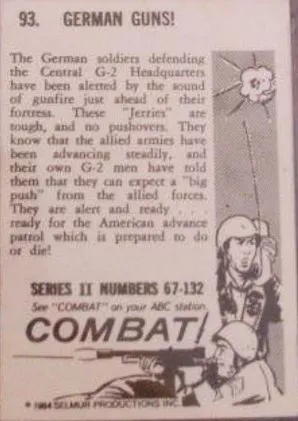 93. GERMAN GUNS!
The German soldiers defending
the Central G-2 Headquarters
have been alerted by the sound
of gunfire just ahead of their
fortress. These "Jerries" are
tough, and no pushovers. They
know that the allied armies have
been advancing steadily, and
their own G-2 men have told
them that they can expect a "big
push" from the allied forces.
They are alert and ready . . .
ready for the American advance
patrol which is prepared to do
or die!
SERIES II NUMBERS 67-132
See "COMBAT" on your ABC station.
COMBAT!
© 1964 SELMUR PRODUCTIONS INC.